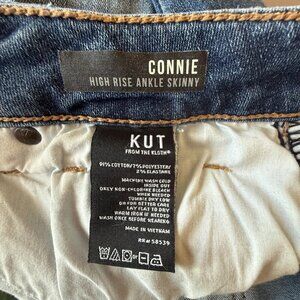 CONNIE
HIGH RISE ANKLE SKINNY
KUT
FROM THE KLOTH®
91% COTTON/7% POLYESTER/
2% ELASTANE
MACHINE WASH COLD
INSIDE OUT
ONLY NON-CHLORINE BLEACH
WHEN NEEDED
TUMBLE DRY LOW
OR FOR BETTER CARE
LAY FLAT TO DRY
WARM IRON IF NEEDED
WASH ONCE BEFORE WEARING
MADE IN VIETNAM
RN# 58539